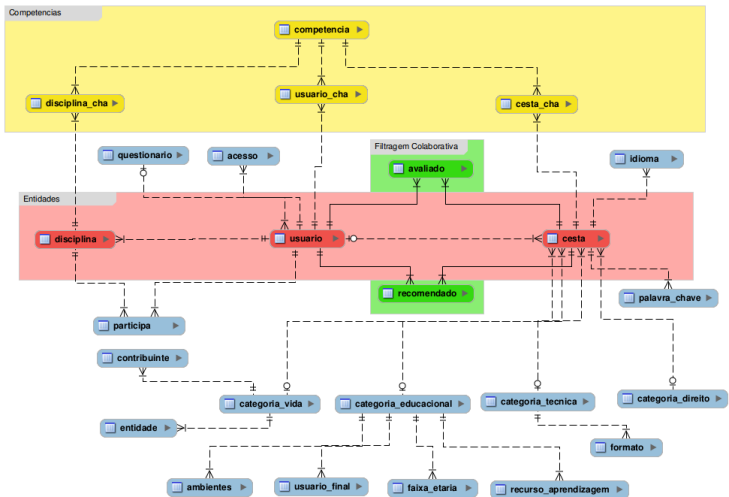 Competencias
competencia
disciplina_cha
usuario_cha
cesta_cha
questionario
acesso
Filtragem Colaborativa
avaliado
idioma
Entidades
disciplina
usuario
cesta
recomendado
palavra_chave
participa
contribuinte
categoria_vida
categoria_educacional
categoria_tecnica
categoria_direito
entidade
formato
ambientes
usuario_final
faixa_etaria
recurso_aprendizagem